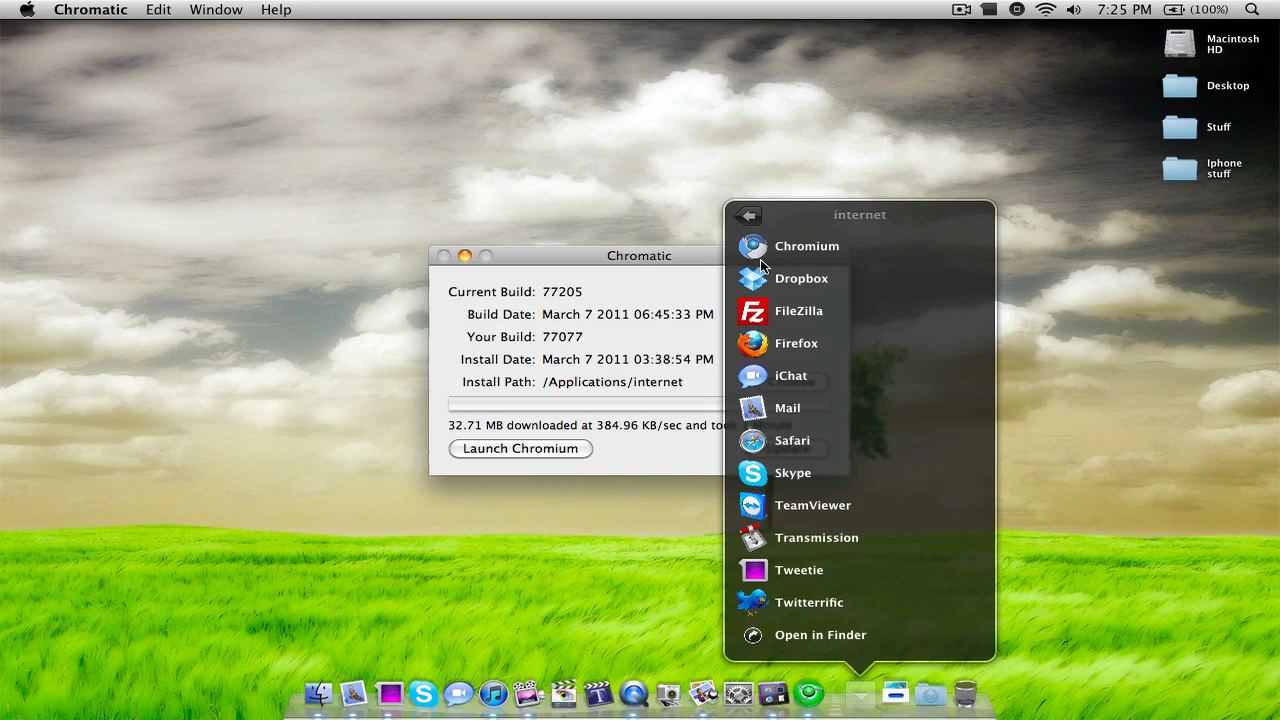 Chromatic Edit Window Help 7:25 PM (100%)
Macintosh
HD
Desktop
Stuff
Iphone
stuff
Chromatic
Current Build: 77205
Build Date: March 7 2011 06:45:33 PM
Your Build: 77077
Install Date: March 7 2011 03:38:54 PM
Install Path: /Applications/internet
32.71 MB downloaded at 384.96 KB/sec and took 1 Minute
Launch Chromium
internet
Chromium
Dropbox
FileZilla
Firefox
iChat
Mail
Safari
Skype
TeamViewer
Transmission
Tweetie
Twitterrific
Open in Finder